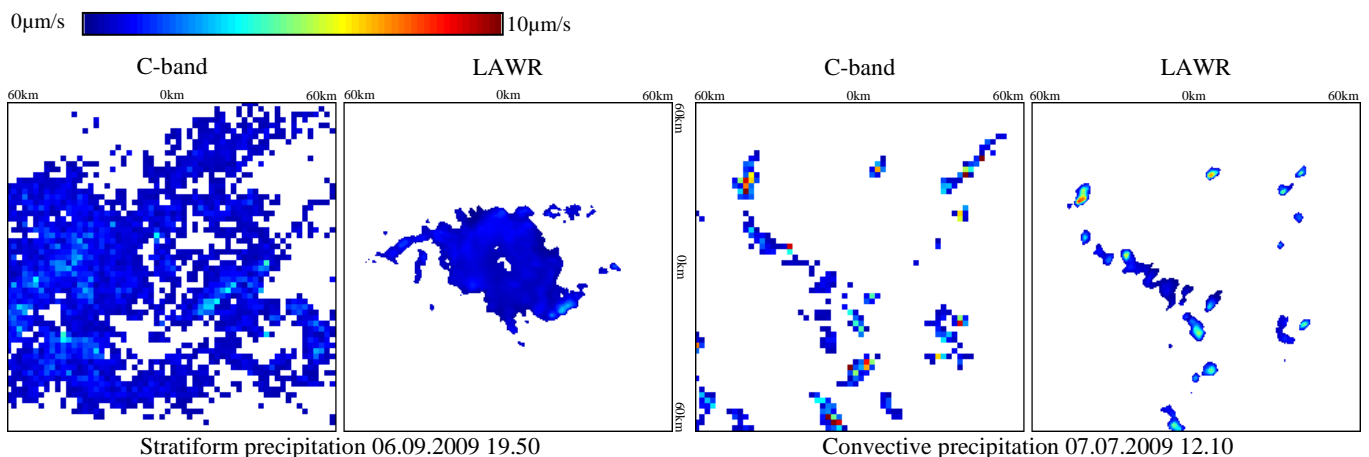 0µm/s 10µm/s
C-band LAWR C-band LAWR
60km 0km 60km 60km 0km 60km 60km 0km 60km 60km 0km 60km
60km
0km
60km
Stratiform precipitation 06.09.2009 19.50 Convective precipitation 07.07.2009 12.10